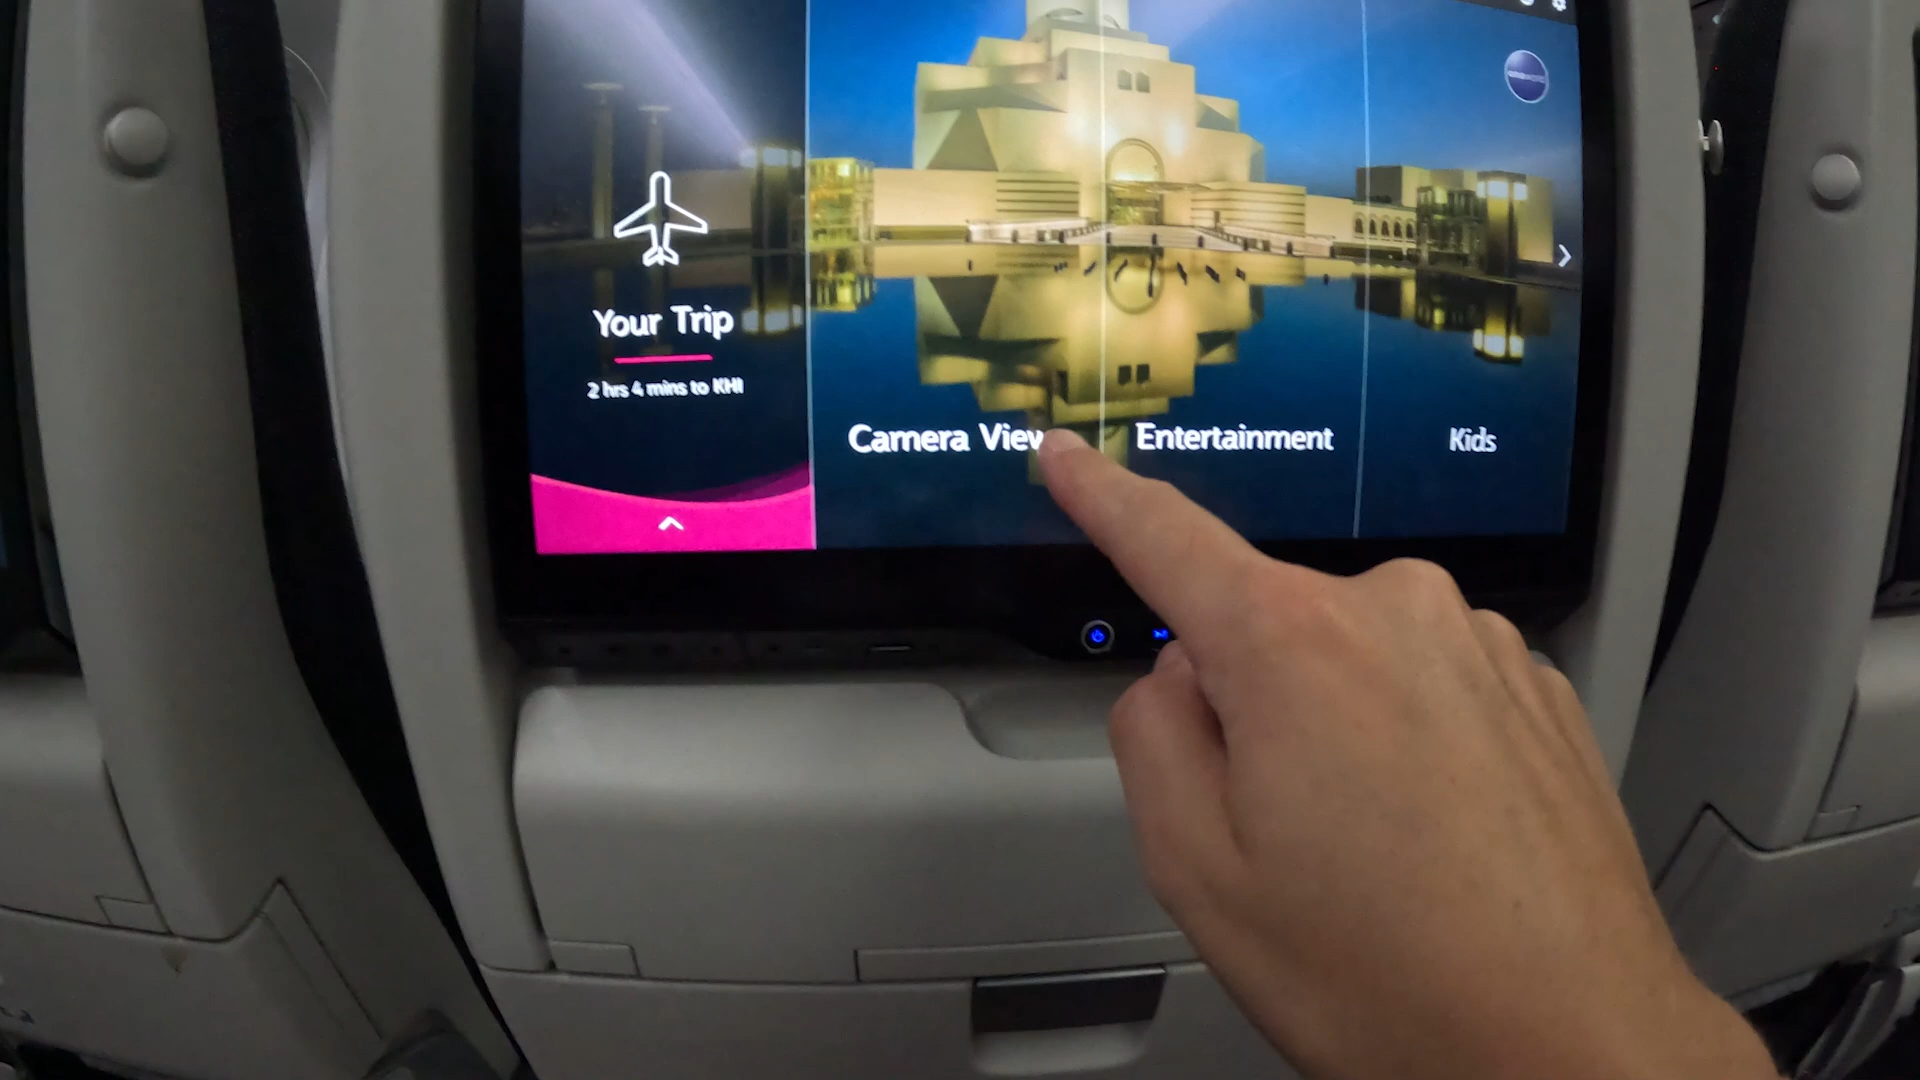 Your Trip
2 hrs 4 mins to KHI
Camera View
Entertainment
Kids